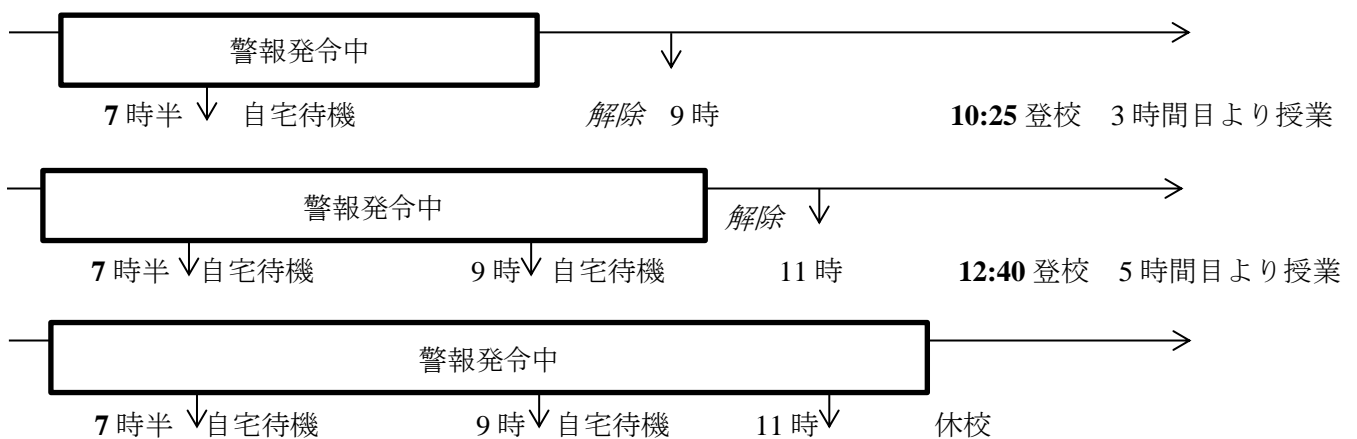 警報発令中
7時半 自宅待機 解除 9時 10:25登校 3時間目より授業
警報発令中
解除
7時半 自宅待機 9時 自宅待機 11時 12:40登校 5時間目より授業
警報発令中
7時半 自宅待機 9時 自宅待機 11時 休校